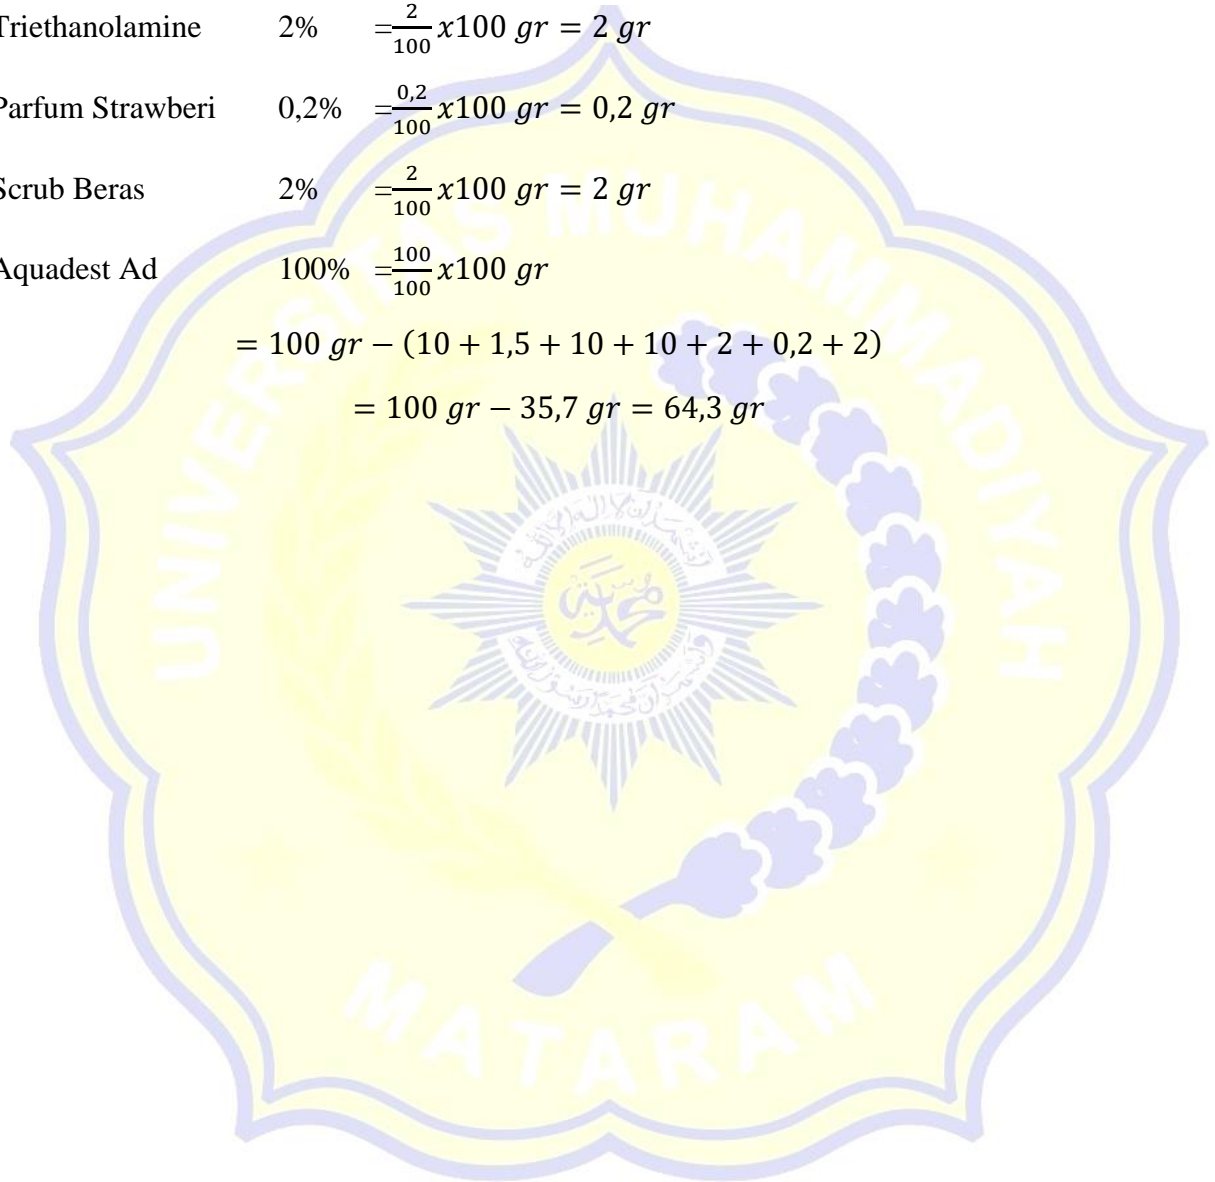 Triethanolamine 2% =2/100 x100 gr = 2 gr
Parfum Strawberi 0,2% =0,2/100 x100 gr = 0,2 gr
Scrub Beras 2% =2/100 x100 gr = 2 gr
Aquadest Ad 100% =100/100 x100 gr
= 100 gr − (10 + 1,5 + 10 + 10 + 2 + 0,2 + 2)
= 100 gr − 35,7 gr = 64,3 gr
UNIVERSITAS MUHAMMADIYAH
MATARAM